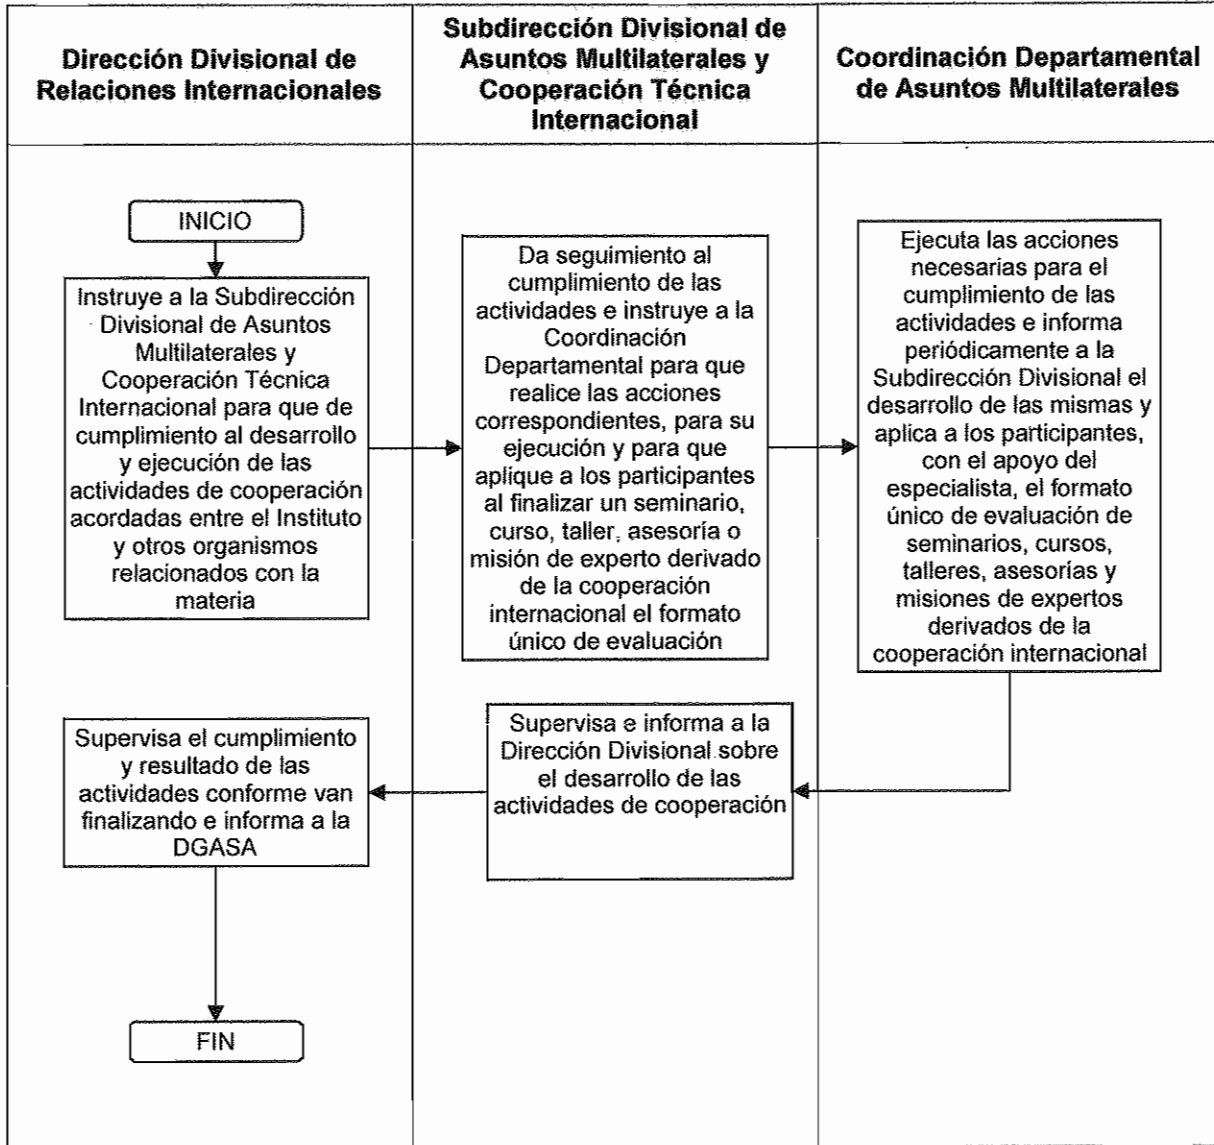 Dirección Divisional de
Relaciones Internacionales
Subdirección Divisional de
Asuntos Multilaterales y
Cooperación Técnica
Internacional
Coordinación Departamental
de Asuntos Multilaterales
INICIO
Instruye a la Subdirección
Divisional de Asuntos
Multilaterales y
Cooperación Técnica
Internacional para que de
cumplimiento al desarrollo
y ejecución de las
actividades de cooperación
acordadas entre el Instituto
y otros organismos
relacionados con la
materia
Da seguimiento al
cumplimiento de las
actividades e instruye a la
Coordinación
Departamental para que
realice las acciones
correspondientes, para su
ejecución y para que
aplique a los participantes
al finalizar un seminario,
curso, taller, asesoría o
misión de experto derivado
de la cooperación
internacional el formato
único de evaluación
Ejecuta las acciones
necesarias para el
cumplimiento de las
actividades e informa
periódicamente a la
Subdirección Divisional el
desarrollo de las mismas y
aplica a los participantes,
con el apoyo del
especialista, el formato
único de evaluación de
seminarios, cursos,
talleres, asesorías y
misiones de expertos
derivados de la
cooperación internacional
Supervisa e informa a la
Dirección Divisional sobre
el desarrollo de las
actividades de cooperación
Supervisa el cumplimiento
y resultado de las
actividades conforme van
finalizando e informa a la
DGASA
FIN